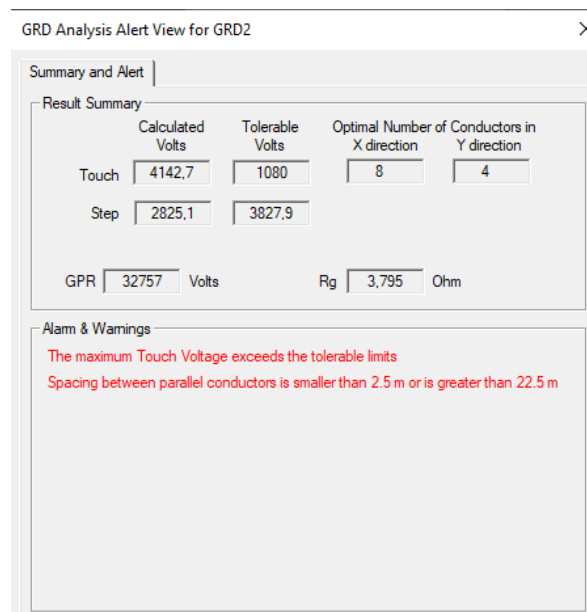 GRD Analysis Alert View for GRD2
Summary and Alert
Result Summary
Calculated Volts
Tolerable Volts
Optimal Number of Conductors in
X direction
Y direction
Touch 4142,7 1080 8 4
Step 2825,1 3827,9
GPR 32757 Volts Rg 3,795 Ohm
Alarm & Warnings
The maximum Touch Voltage exceeds the tolerable limits
Spacing between parallel conductors is smaller than 2.5 m or is greater than 22.5 m